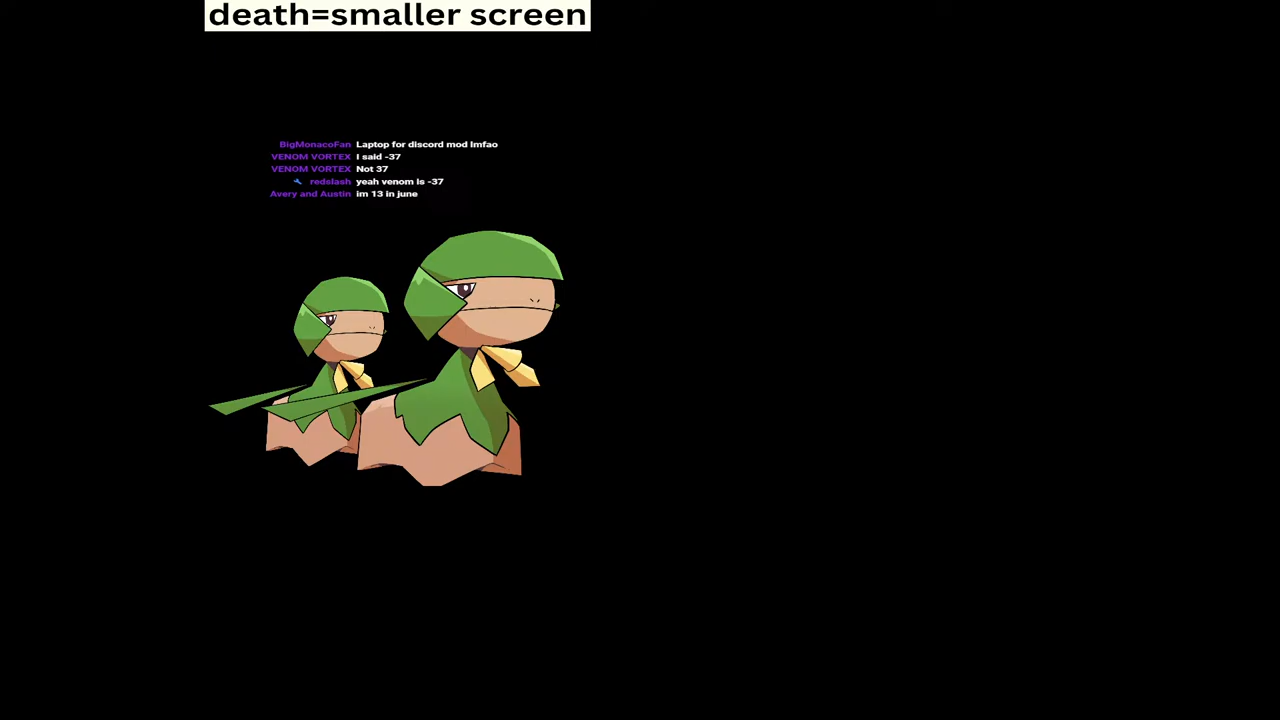 death=smaller screen
BigMonacoFan Laptop for discord mod lmfao
VENOM VORTEX I said -37
VENOM VORTEX Not 37
redslash yeah venom is -37
Avery and Austin im 13 in june